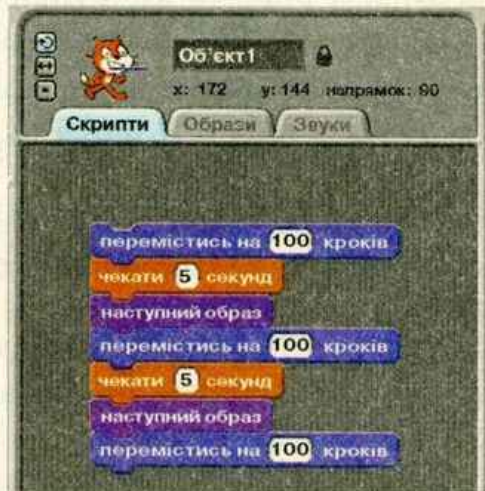 Об'єкт1
x: 172 y: 144 напрямок: 90
Скрипти Образи Звуки
перемістись на 100 кроків
чекати 5 секунд
наступний образ
перемістись на 100 кроків
чекати 5 секунд
наступний образ
перемістись на 100 кроків